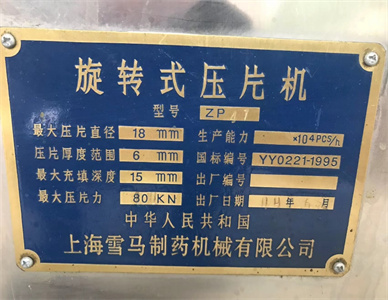 旋转式压片机
型号 ZP 41
最大压片直径 18 mm 生产能力 ×104PCS/h
压片厚度范围 6 mm 国标编号 YY0221-1995
最大充填深度 15 mm 出厂编号
最大压片力 80 KN 出厂日期 年 月
中华人民共和国
上海雪马制药机械有限公司